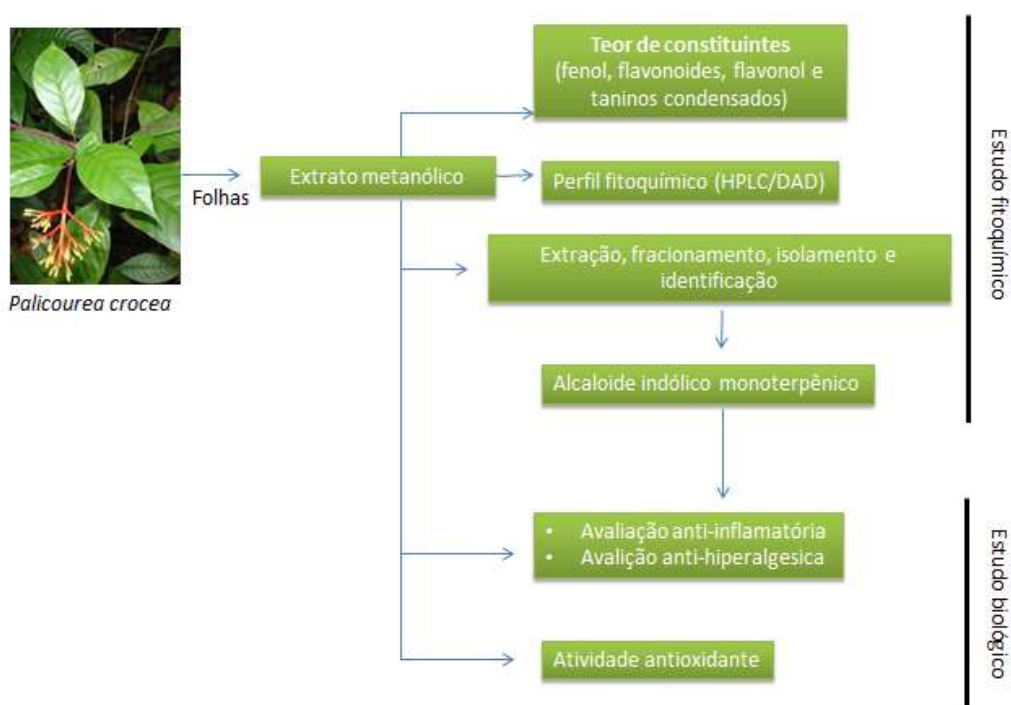 Teor de constituintes
(fenol, flavonoides, flavonol e
taninos condensados)
Extrato metanólico
Folhas
Perfil fitoquímico (HPLC/DAD)
Extração, fracionamento, isolamento e
identificação
Palicourea crocea
Alcaloide indólico monoterpênico
Estudo fitoquímico
• Avaliação anti-inflamatória
• Avalição anti-hiperalgesica
Atividade antioxidante
Estudo biológico